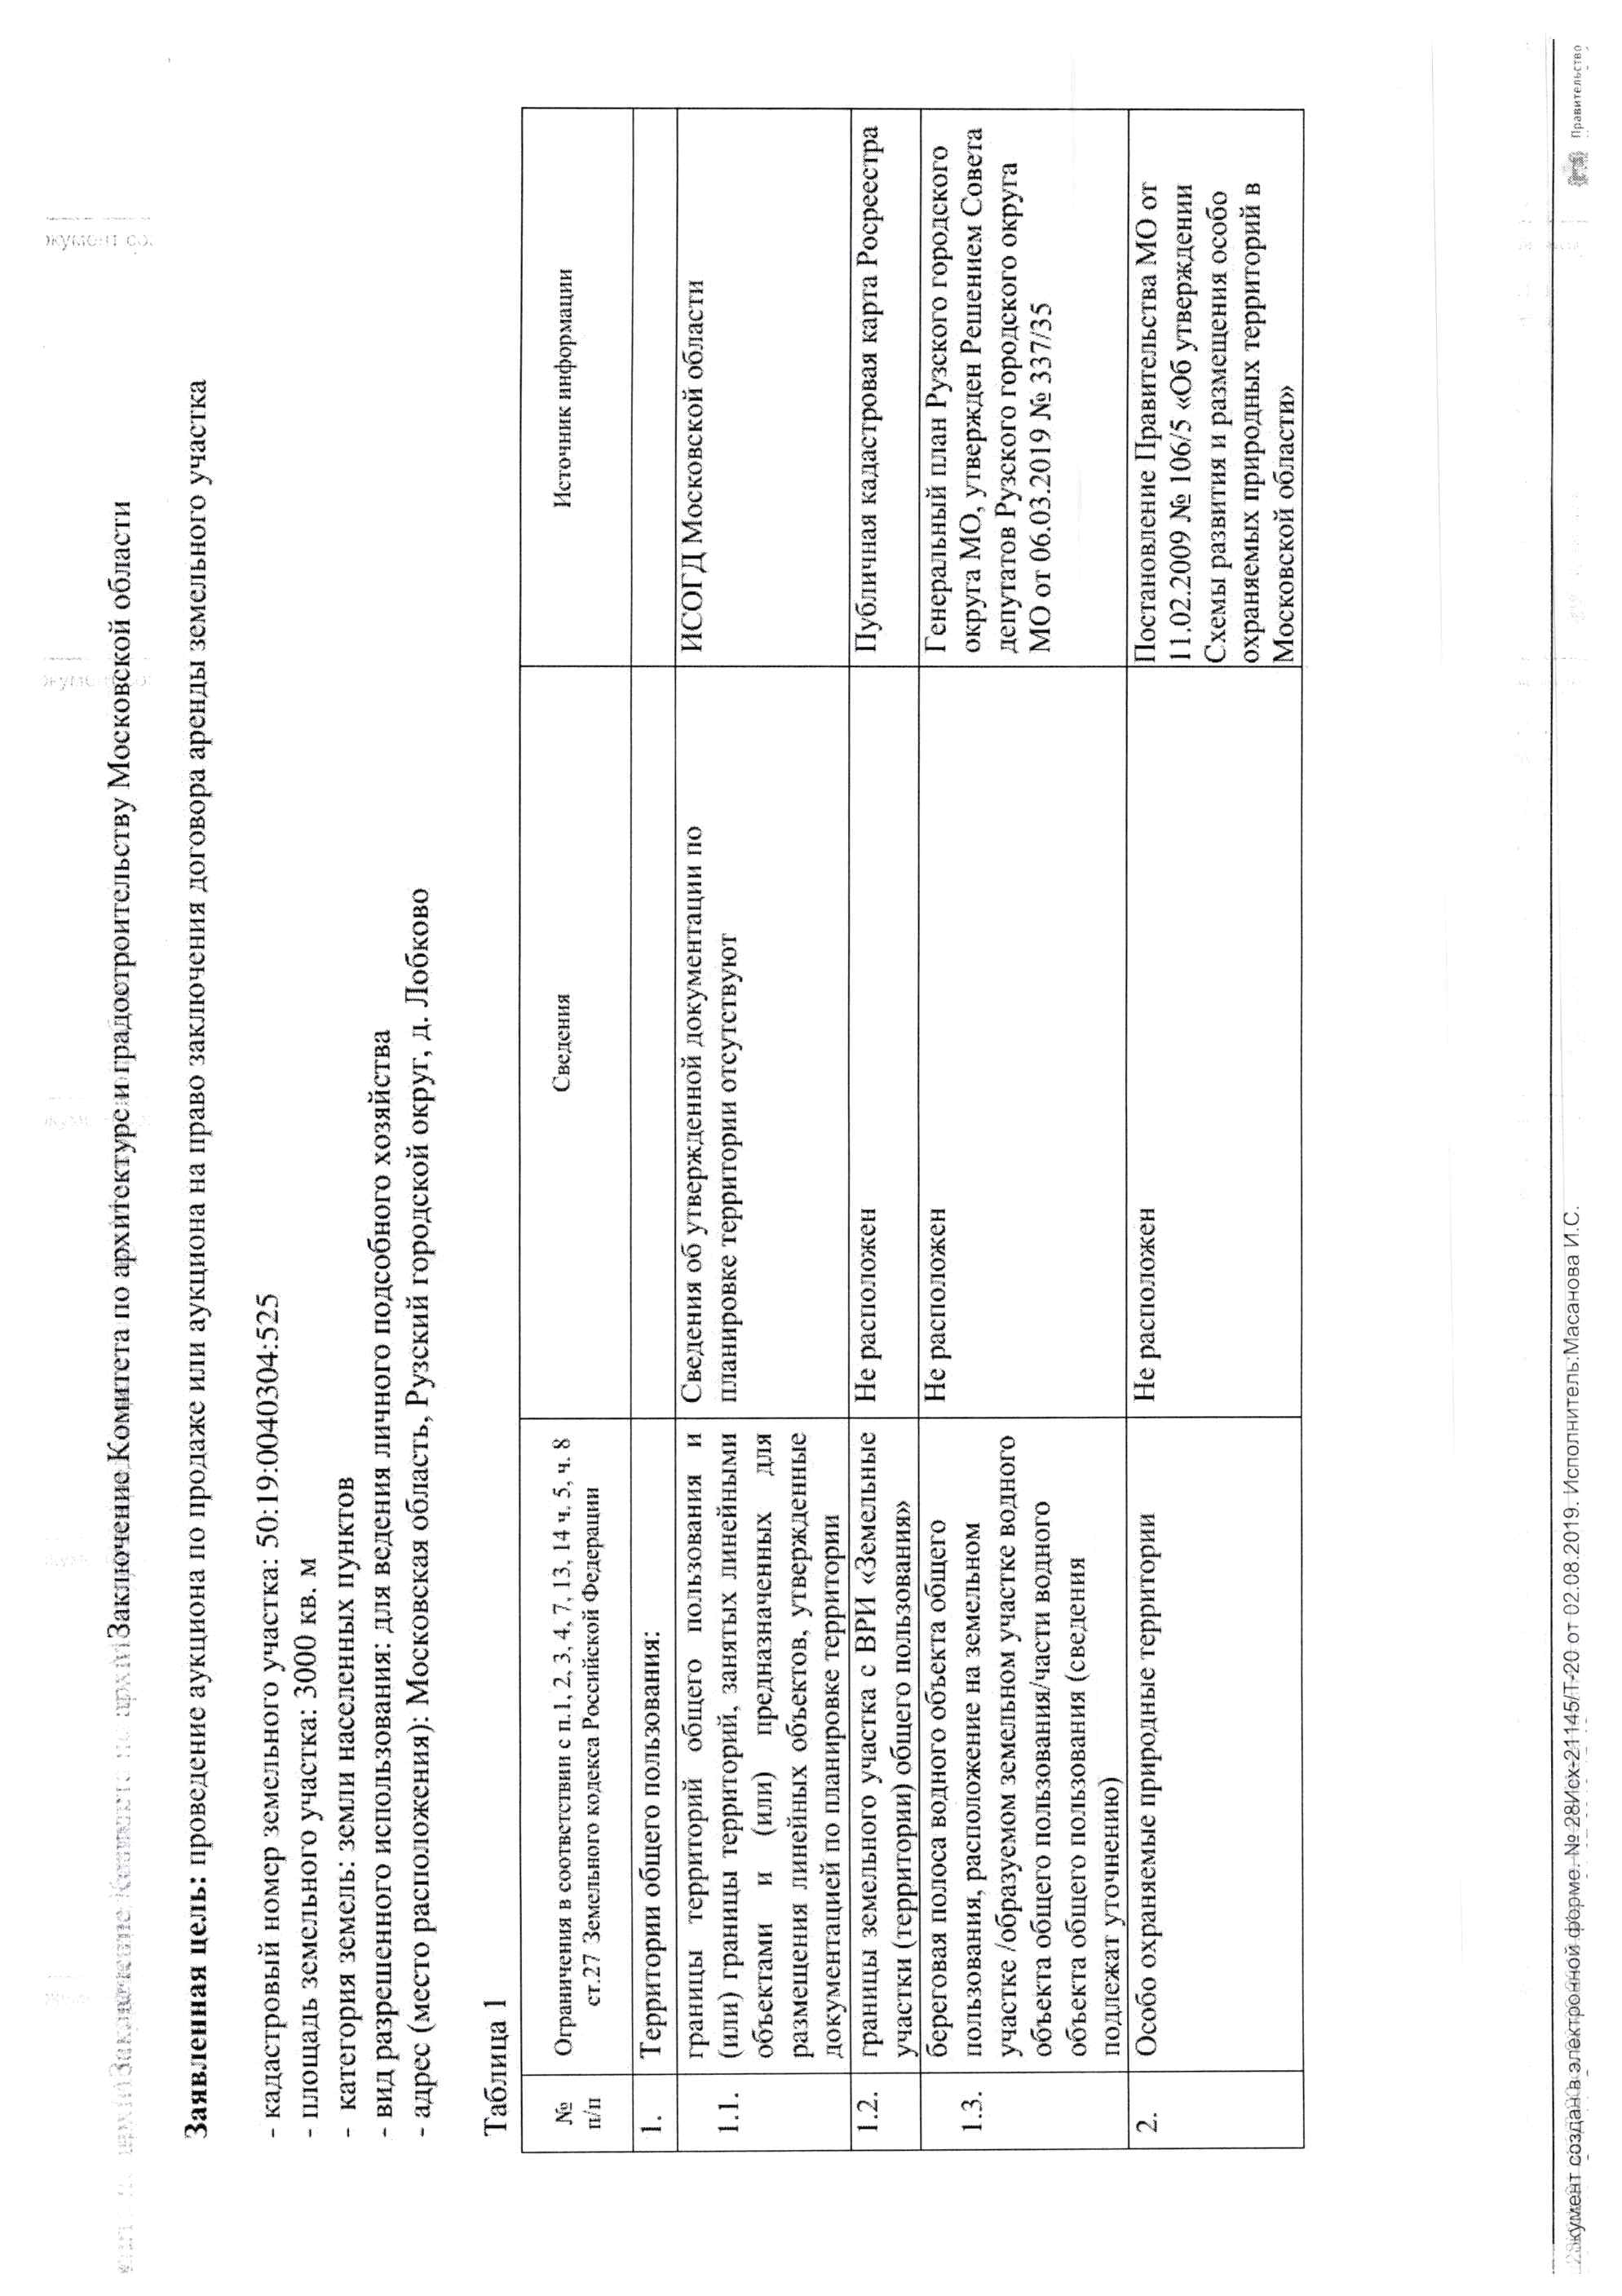 Заключение Комитета по архитектуре и градостроительству Московской области
Заявленная цель: проведение аукциона по продаже или аукциона на право заключения договора аренды земельного участка
- кадастровый номер земельного участка: 50:19:0040304:525
- площадь земельного участка: 3000 кв. м
- категория земель: земли населенных пунктов
- вид разрешенного использования: для ведения личного подсобного хозяйства
- адрес (место расположения): Московская область, Рузский городской округ, д. Лобково
Таблица 1
№
п/п
Ограничения в соответствии с п.1, 2, 3, 4, 7, 13, 14 ч. 5, ч. 8
ст.27 Земельного кодекса Российской Федерации
Сведения
Источник информации
1.
Территории общего пользования:
1.1.
границы территорий общего пользования и
(или) границы территорий, занятых линейными
объектами и (или) предназначенных для
размещения линейных объектов, утвержденные
документацией по планировке территории
Сведения об утвержденной документации по
планировке территории отсутствуют
ИСОГД Московской области
1.2.
границы земельного участка с ВРИ «Земельные
участки (территории) общего пользования»
Не расположен
Публичная кадастровая карта Росреестра
1.3.
береговая полоса водного объекта общего
пользования, расположение на земельном
участке /образуемом земельном участке водного
объекта общего пользования/части водного
объекта общего пользования (сведения
подлежат уточнению)
Не расположен
Генеральный план Рузского городского
округа МО, утвержден Решением Совета
депутатов Рузского городского округа
МО от 06.03.2019 № 337/35
2.
Особо охраняемые природные территории
Не расположен
Постановление Правительства МО от
11.02.2009 № 106/5 «Об утверждении
Схемы развития и размещения особо
охраняемых природных территорий в
Московской области»
кумент создан в электронной форме. № 28Исх-21145/Т-20 от 02.08.2019. Исполнитель:Масанова И.С.
Правительство